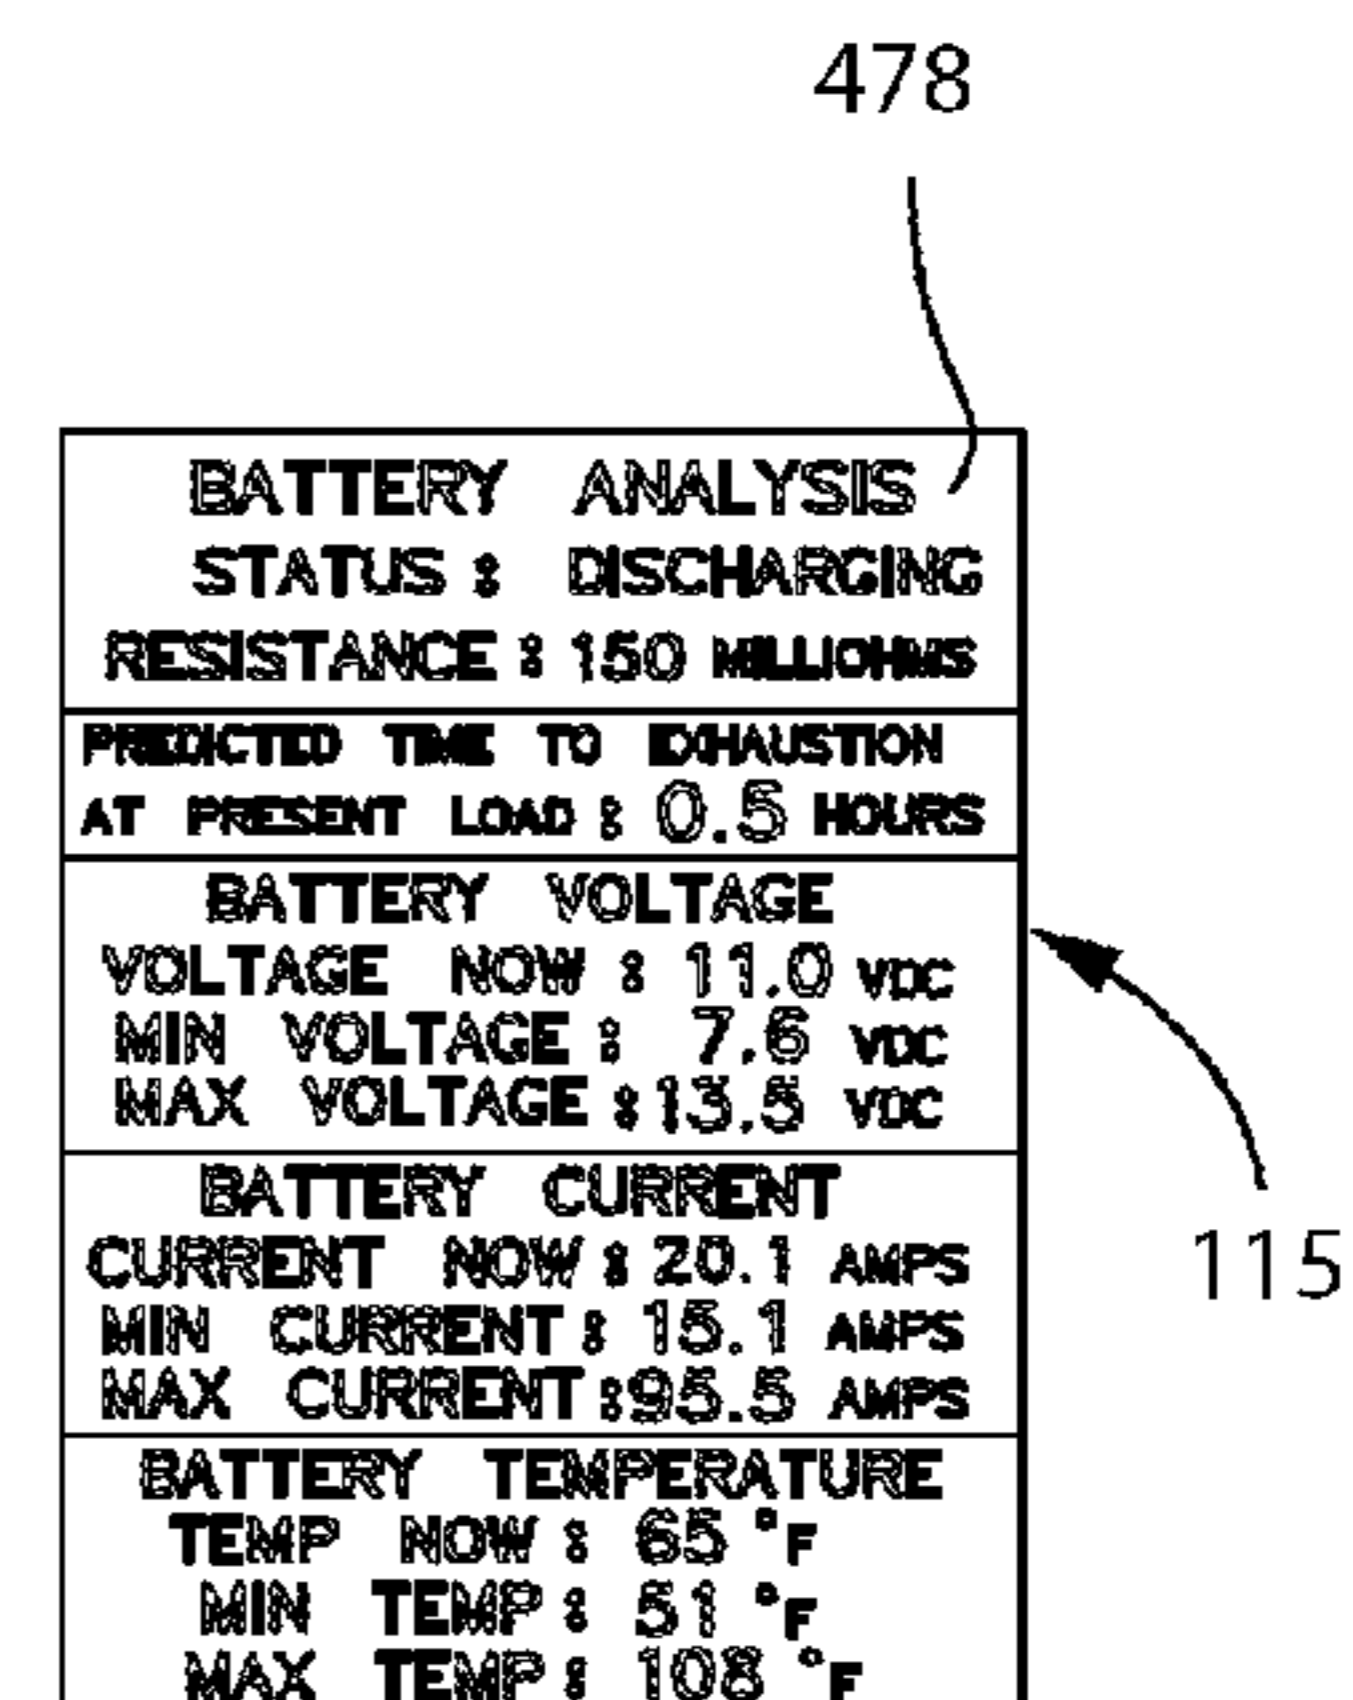 478
BATTERY ANALYSIS
STATUS: DISCHARGING
RESISTANCE: 150 MILLIOHMS
PREDICTED TIME TO EXHAUSTION
AT PRESENT LOAD: 0.5 HOURS
BATTERY VOLTAGE
VOLTAGE NOW: 11.0 VDC
MIN VOLTAGE: 7.6 VDC
MAX VOLTAGE: 13.5 VDC
115
BATTERY CURRENT
CURRENT NOW: 20.1 AMPS
MIN CURRENT: 15.1 AMPS
MAX CURRENT: 95.5 AMPS
BATTERY TEMPERATURE
TEMP NOW: 65 °F
MIN TEMP: 51 °F
MAX TEMP: 108 °F